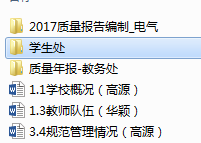 2017质量报告编制_电气
学生处
质量年报-教务处
1.1学校概况（高源）
1.3教师队伍（华颖）
3.4规范管理情况（高源）